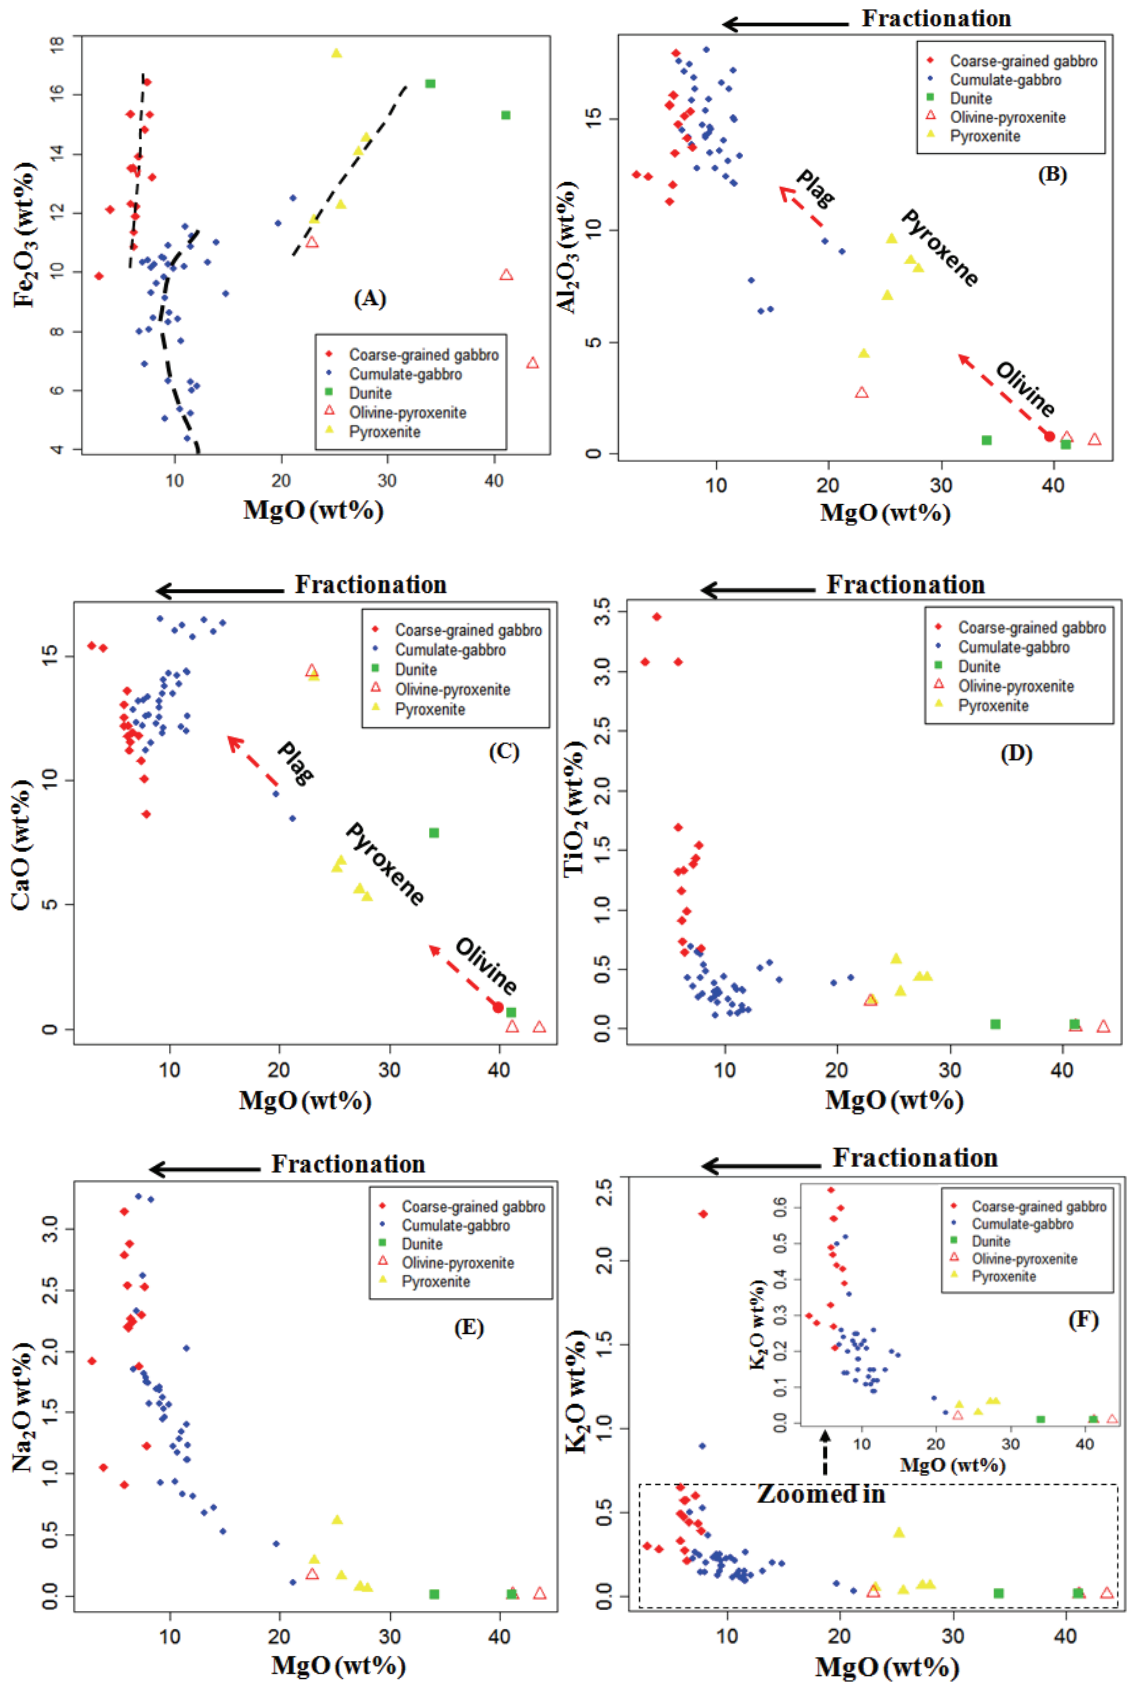 Fe2O3 (wt%)
18
16
14
12
10
8
6
4
(A)
Coarse-grained gabbro
Cumulate-gabbro
Dunite
Olivine-pyroxenite
Pyroxenite
10 20 30 40
MgO (wt%)
Fractionation
Al2O3 (wt%)
15
10
5
0
Coarse-grained gabbro
Cumulate-gabbro
Dunite
Olivine-pyroxenite
Pyroxenite
(B)
Plag
Pyroxene
Olivine
10 20 30 40
MgO (wt%)
Fractionation
CaO (wt%)
15
10
5
0
Coarse-grained gabbro
Cumulate-gabbro
Dunite
Olivine-pyroxenite
Pyroxenite
(C)
Plag
Pyroxene
Olivine
10 20 30 40
MgO (wt%)
Fractionation
TiO2 (wt%)
3.5
3.0
2.5
2.0
1.5
1.0
0.5
0.0
Coarse-grained gabbro
Cumulate-gabbro
Dunite
Olivine-pyroxenite
Pyroxenite
(D)
10 20 30 40
MgO (wt%)
Fractionation
Na2O wt%)
3.0
2.5
2.0
1.5
1.0
0.5
0.0
Coarse-grained gabbro
Cumulate-gabbro
Dunite
Olivine-pyroxenite
Pyroxenite
(E)
10 20 30 40
MgO (wt%)
Fractionation
K2O wt%)
2.5
2.0
1.5
1.0
0.5
0.0
K2O wt%)
0.6
0.5
0.4
0.3
0.2
0.1
0.0
Coarse-grained gabbro
Cumulate-gabbro
Dunite
Olivine-pyroxenite
Pyroxenite
(F)
10 20 30 40
MgO (wt%)
Zoomed in
10 20 30 40
MgO (wt%)